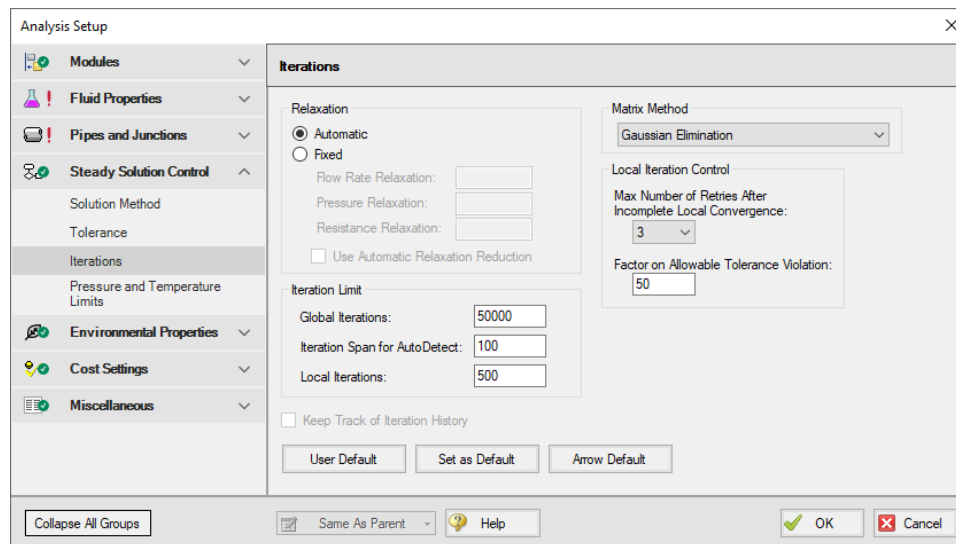 Analysis Setup
Modules
Fluid Properties
Pipes and Junctions
Steady Solution Control
Solution Method
Tolerance
Iterations
Pressure and Temperature
Limits
Environmental Properties
Cost Settings
Miscellaneous
Collapse All Groups
Iterations
Relaxation
Automatic
Fixed
Flow Rate Relaxation:
Pressure Relaxation:
Resistance Relaxation:
Use Automatic Relaxation Reduction
Iteration Limit
Global Iterations: 50000
Iteration Span for AutoDetect: 100
Local Iterations: 500
Keep Track of Iteration History
User Default Set as Default Arrow Default
Matrix Method
Gaussian Elimination
Local Iteration Control
Max Number of Retries After
Incomplete Local Convergence:
3
Factor on Allowable Tolerance Violation:
50
Same As Parent Help OK Cancel